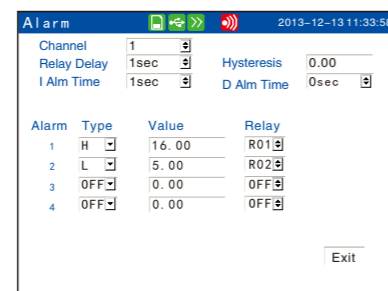 Alarm 2013-12-13 11:33:58
Channel 1
Relay Delay 1sec Hysteresis 0.00
I Alm Time 1sec D Alm Time 0sec
Alarm Type Value Relay
1 H 16.00 R01
2 L 5.00 R02
3 OFF 0.00 OFF
4 OFF 0.00 OFF
Exit